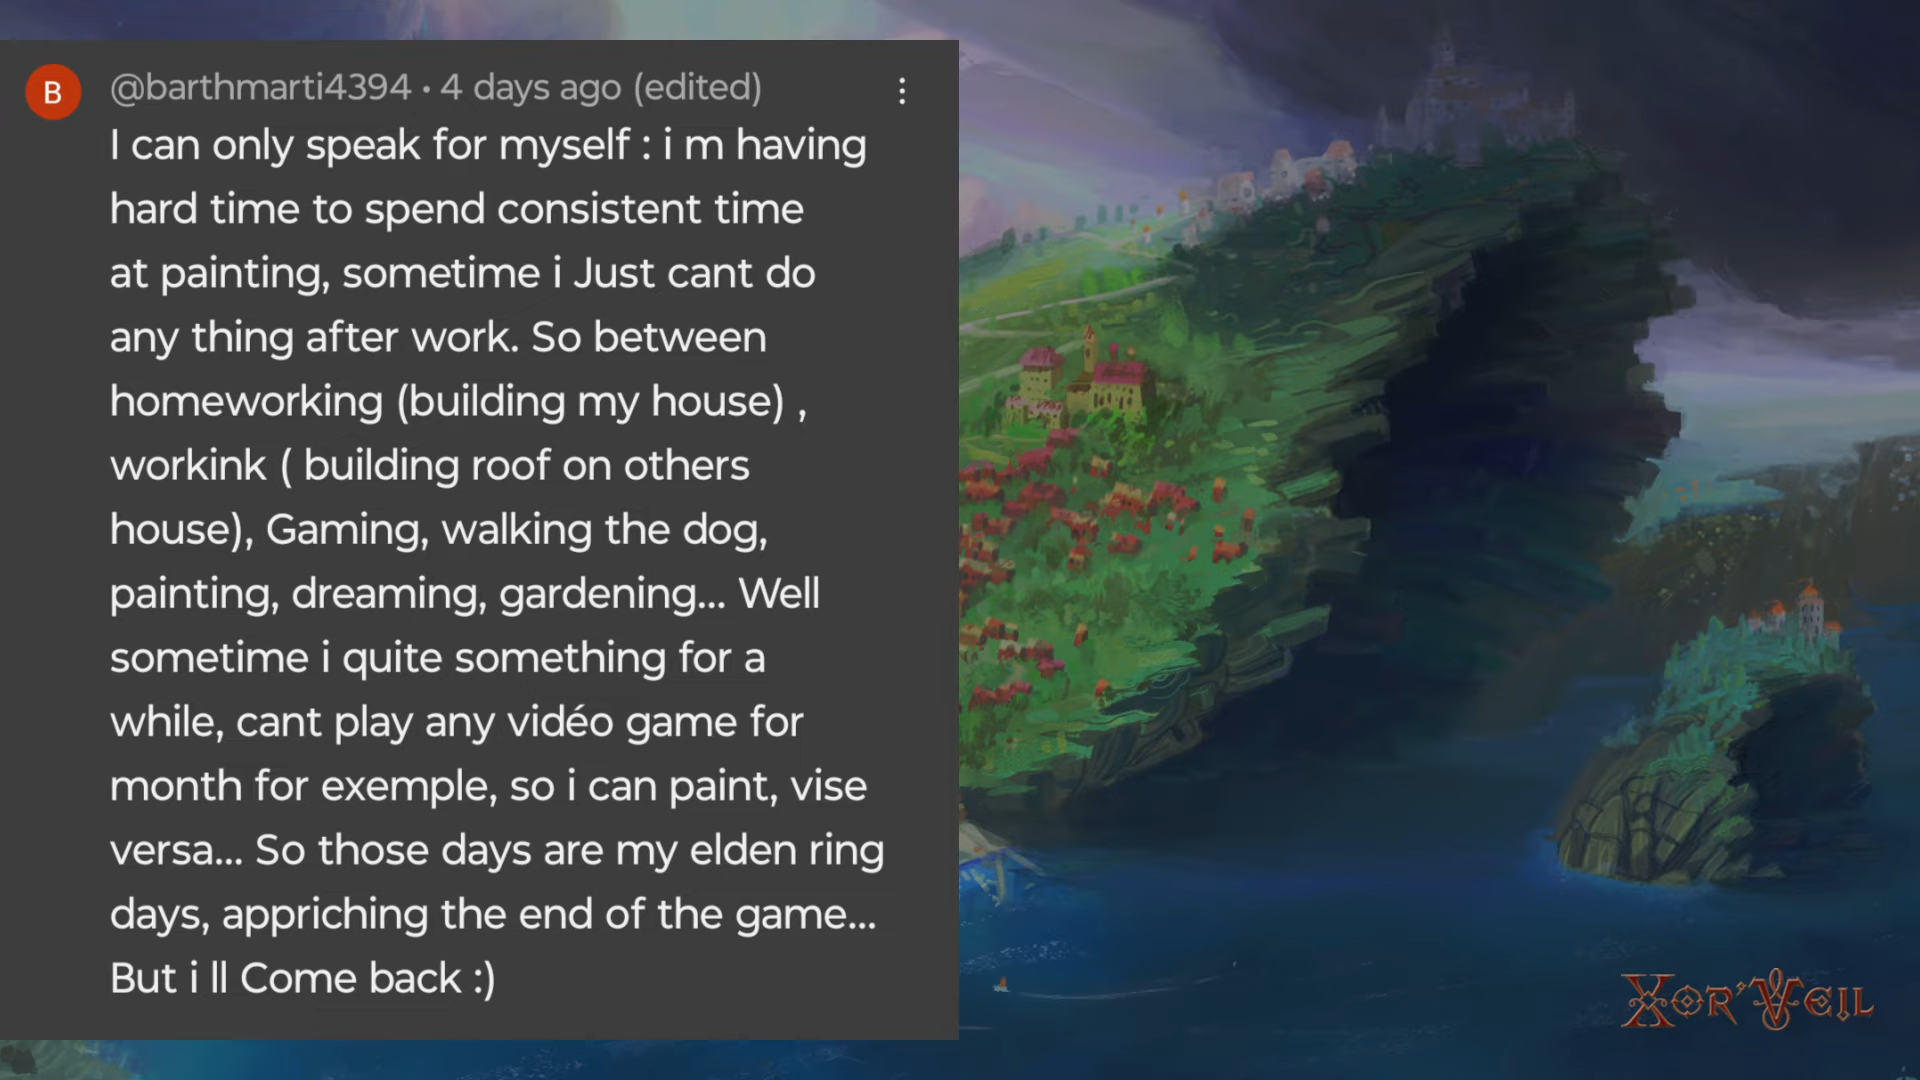 B
@barthmarti4394 • 4 days ago (edited)
I can only speak for myself : i m having
hard time to spend consistent time
at painting, sometime i Just cant do
any thing after work. So between
homeworking (building my house) ,
workink ( building roof on others
house), Gaming, walking the dog,
painting, dreaming, gardening... Well
sometime i quite something for a
while, cant play any vidéo game for
month for exemple, so i can paint, vise
versa... So those days are my elden ring
days, appriching the end of the game...
But i ll Come back :)
Xor'Veil